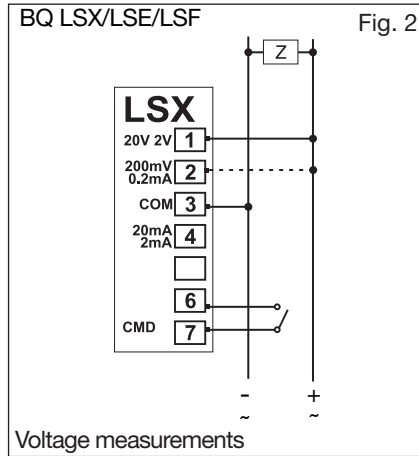 BQ LSX/LSE/LSF
Fig. 2
Z
LSX
20V 2V 1
200mV 2
0.2mA
COM 3
20mA 4
2mA
6
CMD 7
- +
~ ~
Voltage measurements